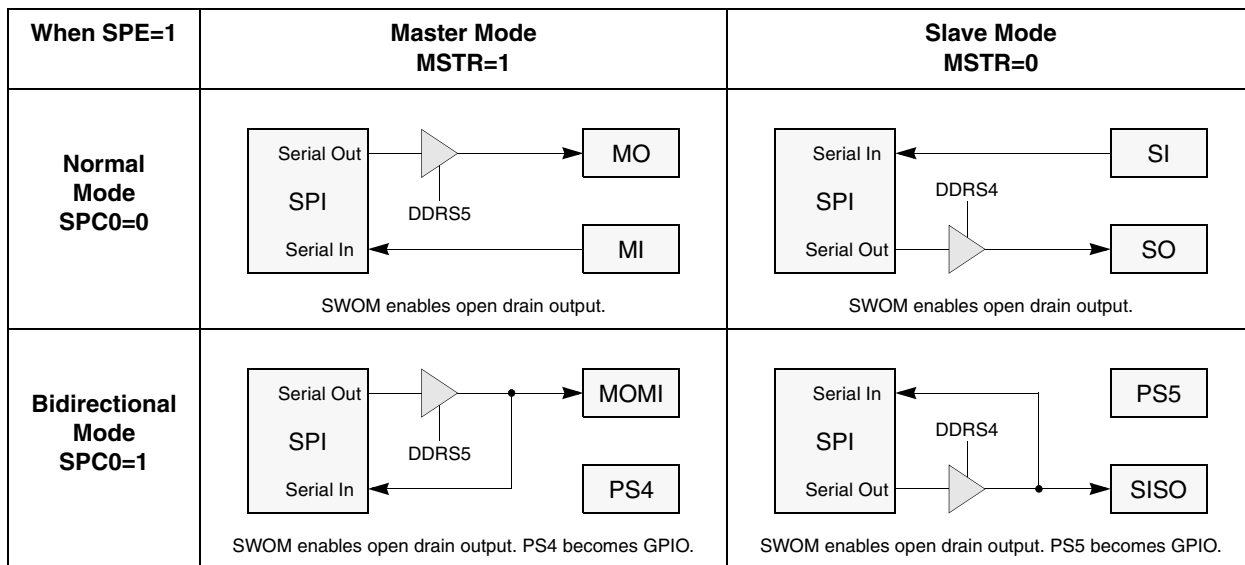 When SPE=1
Master Mode
MSTR=1
Slave Mode
MSTR=0
Normal
Mode
SPC0=0
Serial Out
SPI
Serial In
DDRS5
MO
MI
SWOM enables open drain output.
Serial In
SPI
Serial Out
DDRS4
SI
SO
SWOM enables open drain output.
Bidirectional
Mode
SPC0=1
Serial Out
SPI
Serial In
DDRS5
MOMI
PS4
SWOM enables open drain output. PS4 becomes GPIO.
Serial In
SPI
Serial Out
DDRS4
PS5
SISO
SWOM enables open drain output. PS5 becomes GPIO.